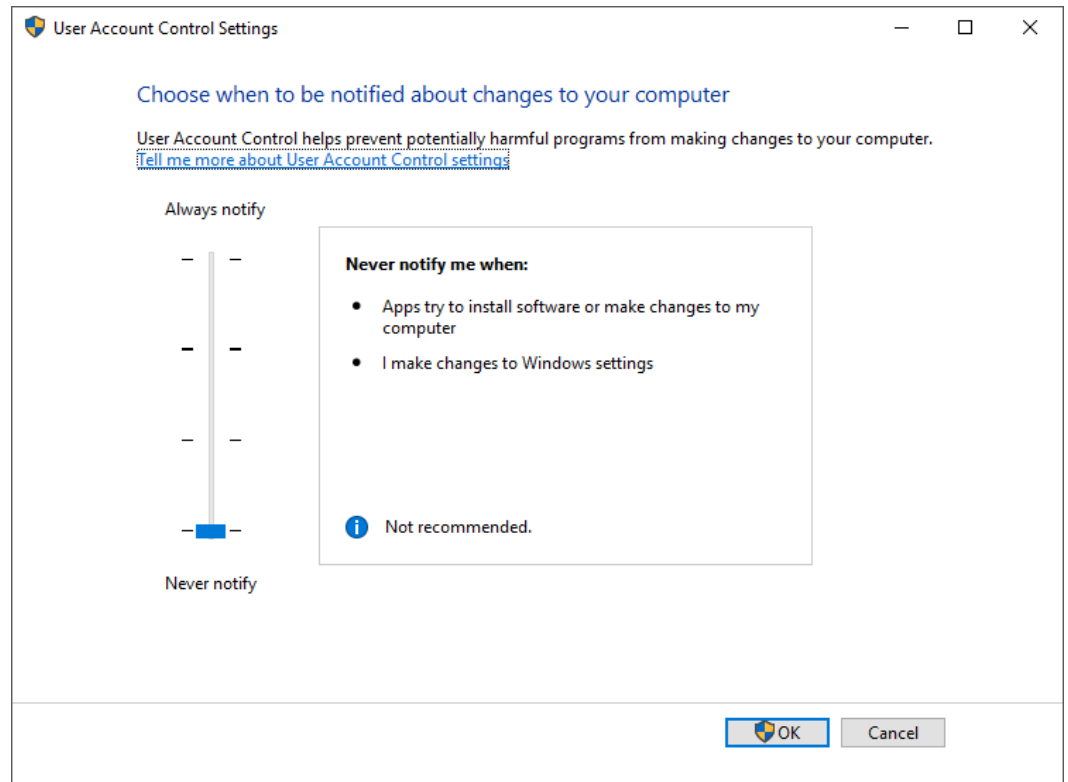 User Account Control Settings
Choose when to be notified about changes to your computer
User Account Control helps prevent potentially harmful programs from making changes to your computer.
Tell me more about User Account Control settings
Always notify
Never notify me when:
Apps try to install software or make changes to my
computer
I make changes to Windows settings
Not recommended.
Never notify
OK
Cancel